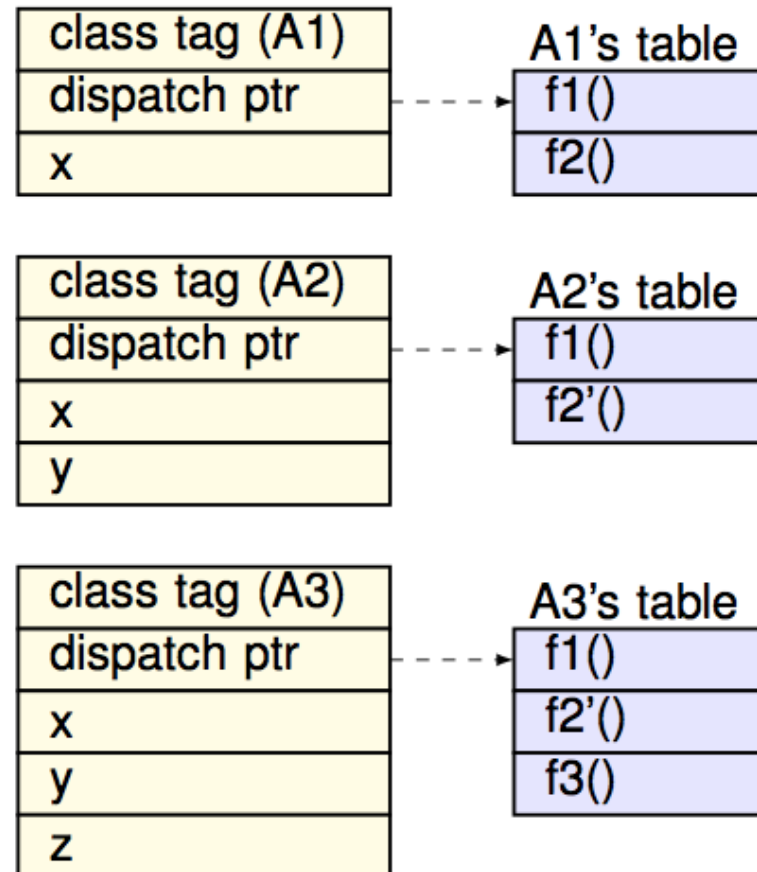 class tag (A1)
dispatch ptr
x
A1's table
f1()
f2()
class tag (A2)
dispatch ptr
x
y
A2's table
f1()
f2'()
class tag (A3)
dispatch ptr
x
y
z
A3's table
f1()
f2'()
f3()